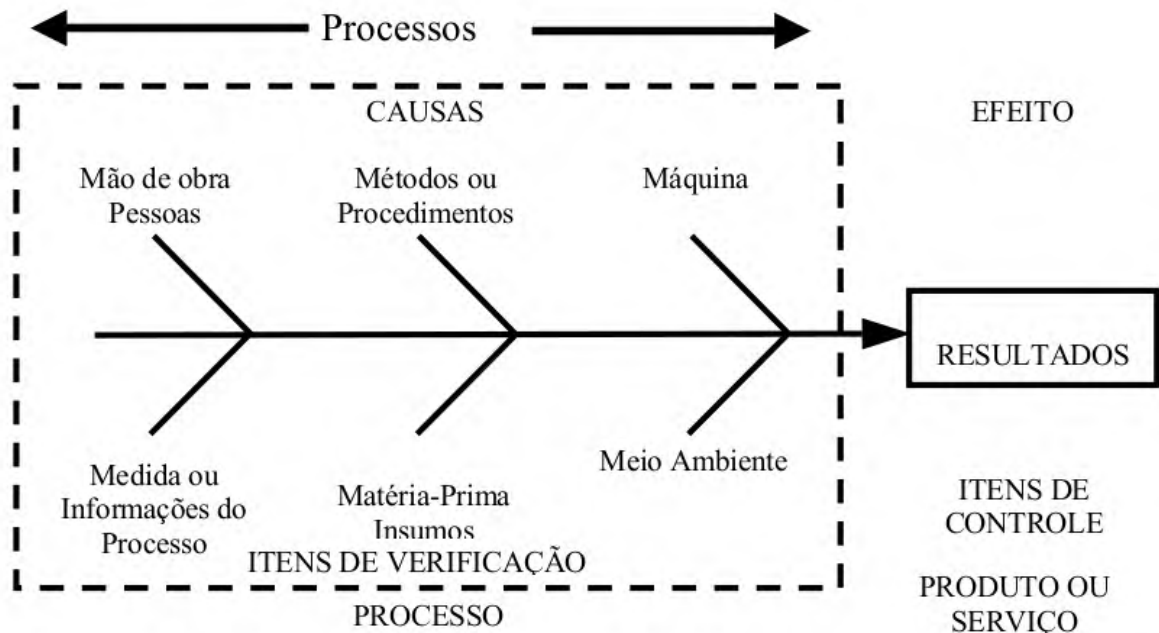 Processos
CAUSAS
EFEITO
Mão de obra
Pessoas
Métodos ou
Procedimentos
Máquina
RESULTADOS
Medida ou
Informações do
Processo
Matéria-Prima
Insumos
Meio Ambiente
ITENS DE VERIFICAÇÃO
PROCESSO
ITENS DE
CONTROLE
PRODUTO OU
SERVIÇO